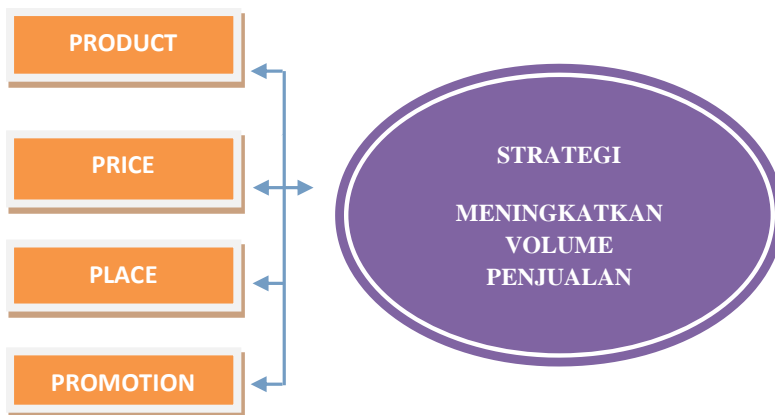 PRODUCT
PRICE
PLACE
PROMOTION
STRATEGI
MENINGKATKAN
VOLUME
PENJUALAN